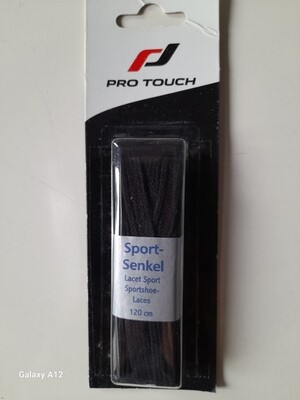 PRO TOUCH
Sport-
Senkel
Lacet Sport
Sportshoe-
Laces
120 cm
Galaxy A12